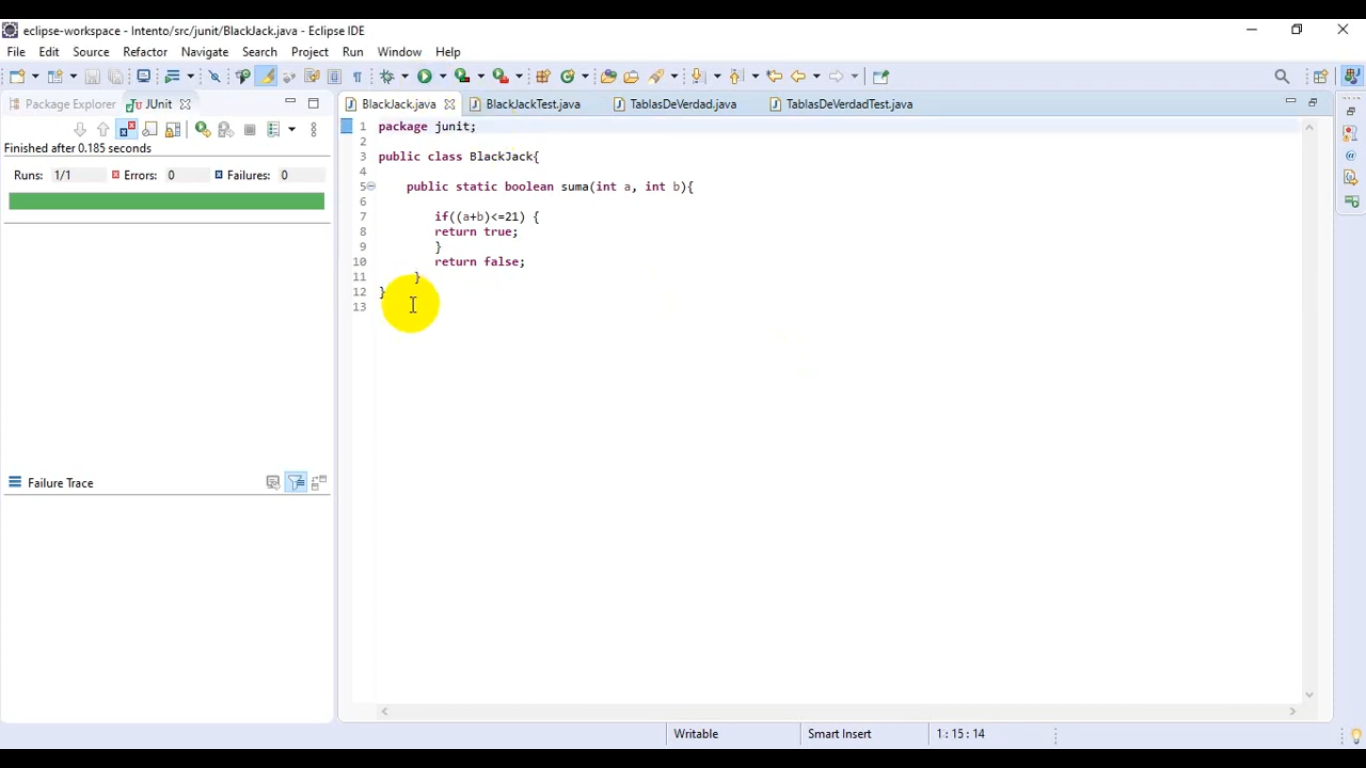 eclipse-workspace - Intento/src/junit/BlackJack.java - Eclipse IDE
File Edit Source Refactor Navigate Search Project Run Window Help
Package Explorer JUnit
Finished after 0.185 seconds
Runs: 1/1 Errors: 0 Failures: 0
Failure Trace
BlackJack.java BlackJackTest.java TablasDeVerdad.java TablasDeVerdadTest.java
1 package junit;
2
3 public class BlackJack{
4
5 public static boolean suma(int a, int b){
6
7 if((a+b)<=21) {
8 return true;
9 }
10 return false;
11 }
12 }
13
Writable Smart Insert 1 : 15 : 14